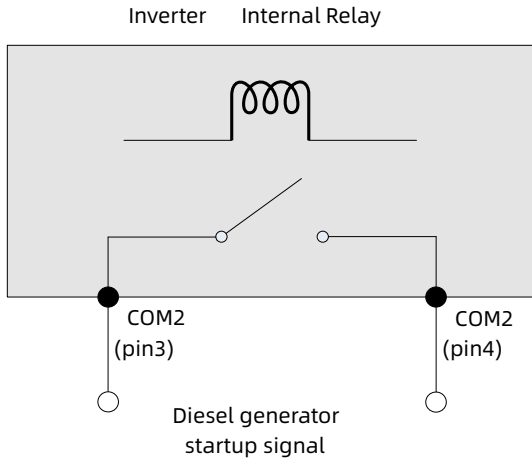 Inverter Internal Relay
COM2
(pin3)
COM2
(pin4)
Diesel generator
startup signal